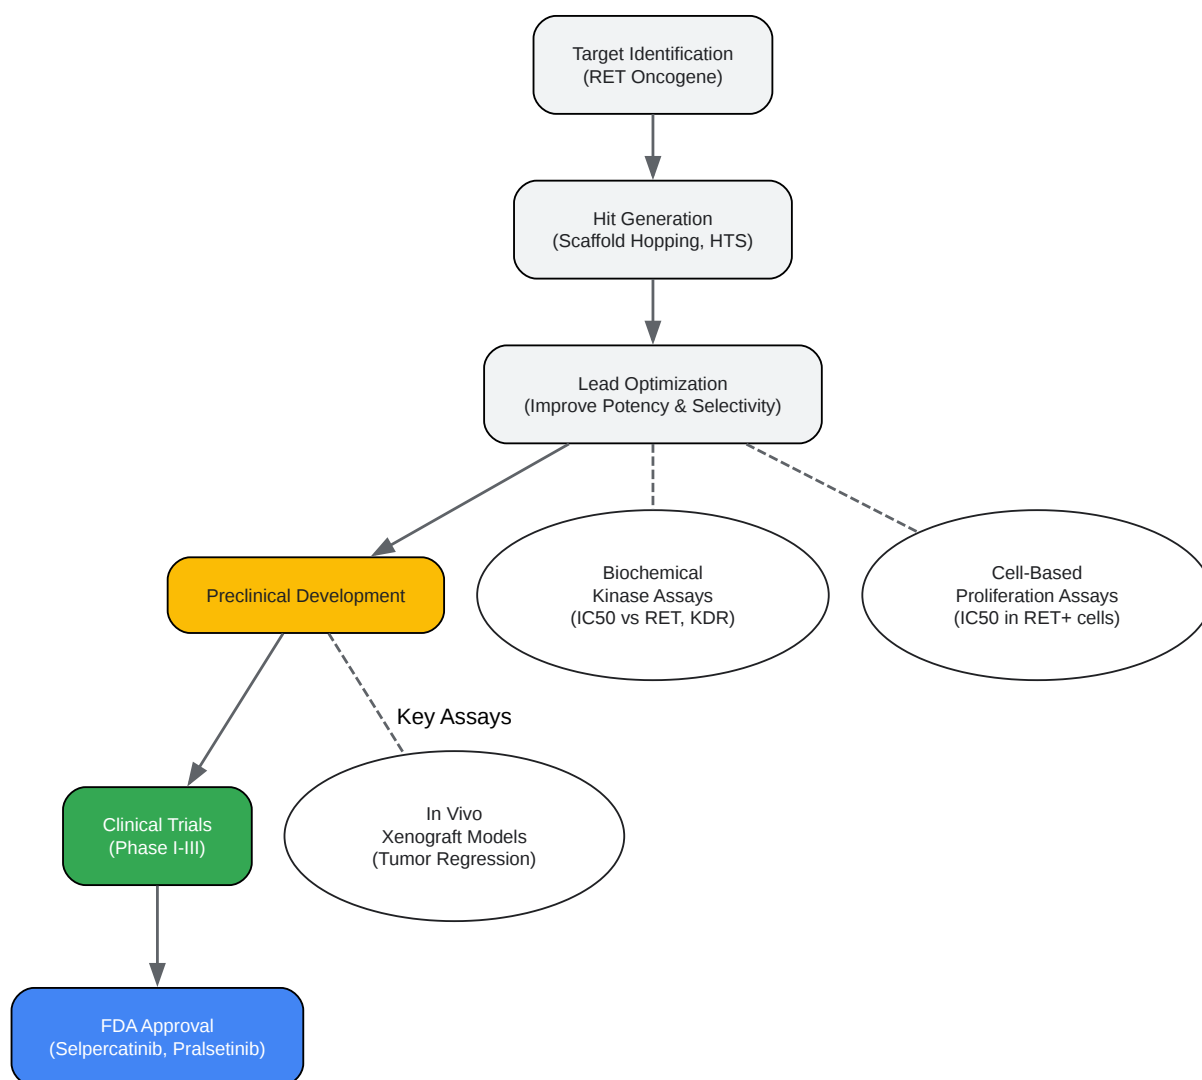 Target Identification
(RET Oncogene)
Hit Generation
(Scaffold Hopping, HTS)
Lead Optimization
(Improve Potency & Selectivity)
Preclinical Development
Biochemical
Kinase Assays
(IC50 vs RET, KDR)
Cell-Based
Proliferation Assays
(IC50 in RET+ cells)
Key Assays
Clinical Trials
(Phase I-III)
In Vivo
Xenograft Models
(Tumor Regression)
FDA Approval
(Selpercatinib, Pralsetinib)